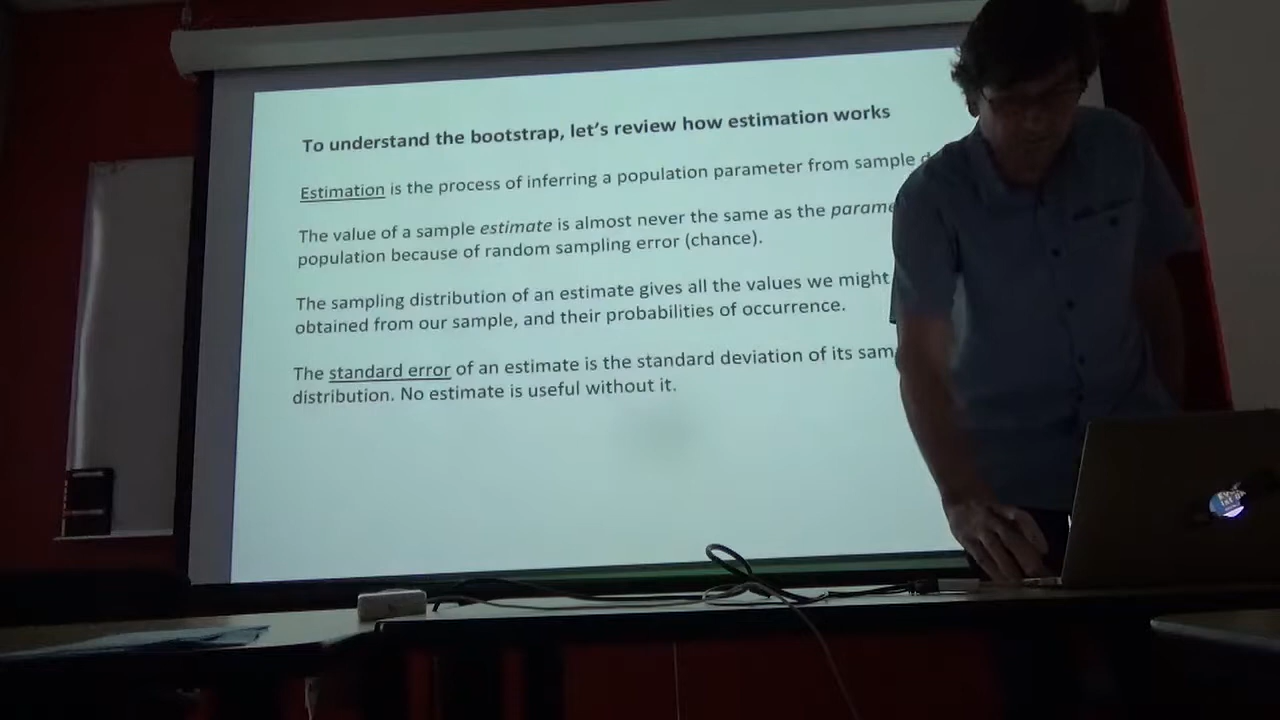 To understand the bootstrap, let's review how estimation works
Estimation is the process of inferring a population parameter from sample
The value of a sample estimate is almost never the same as the
population because of random sampling error (chance).
The sampling distribution of an estimate gives all the values we might
obtained from our sample, and their probabilities of occurrence.
The standard error of an estimate is the standard deviation of its
distribution. No estimate is useful without it.